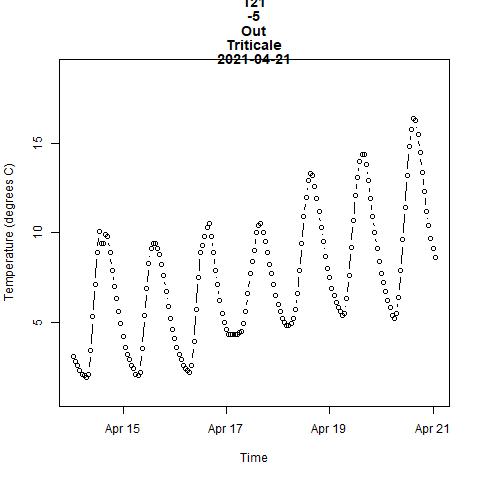 121
-5
Out
Triticale
2021-04-21
Temperature (degrees C)
15
10
5
Apr 15
Apr 17
Apr 19
Apr 21
Time